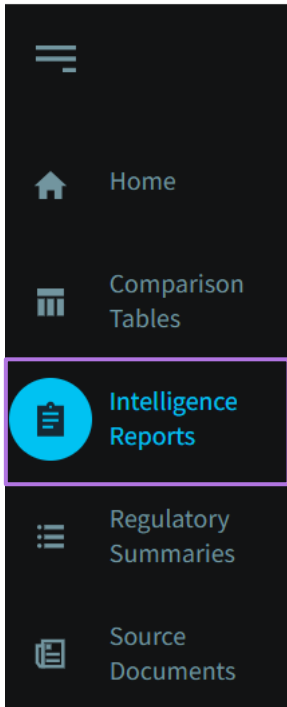 Home
Comparison
Tables
Intelligence
Reports
Regulatory
Summaries
Source
Documents